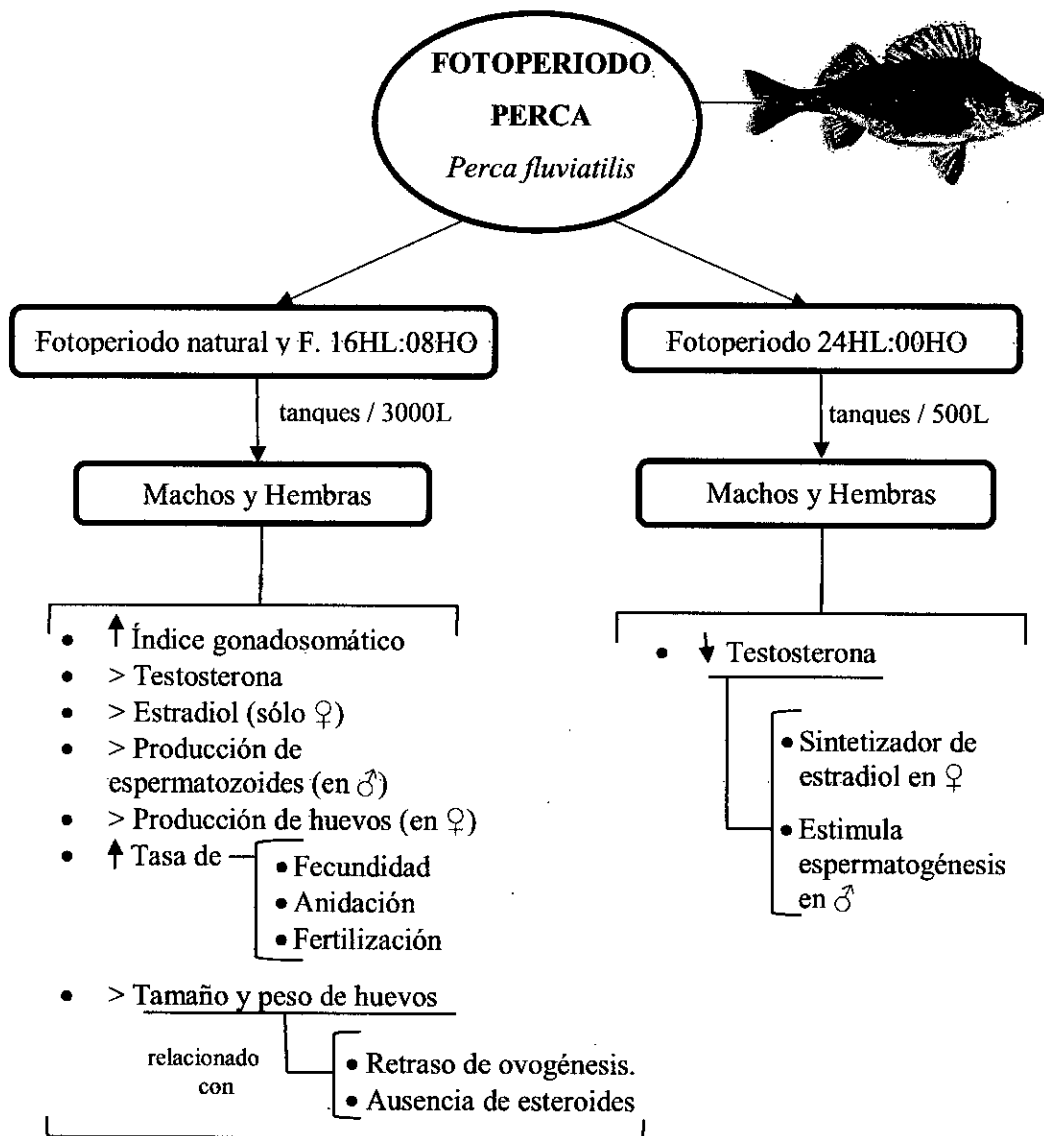 FOTOPERIODO
PERCA
Perca fluviatilis
Fotoperiodo natural y F. 16HL:08HO
tanques / 3000L
Machos y Hembras
• ↑ Índice gonadosomático
• > Testosterona
• > Estradiol (sólo ♀)
• > Producción de
espermatozoides (en ♂)
• > Producción de huevos (en ♀)
• ↑ Tasa de
• Fecundidad
• Anidación
• Fertilización
• > Tamaño y peso de huevos
relacionado
con
• Retraso de ovogénesis.
• Ausencia de esteroides
Fotoperiodo 24HL:00HO
tanques / 500L
Machos y Hembras
• ↓ Testosterona
• Sintetizador de
estradiol en ♀
• Estimula
espermatogénesis
en ♂